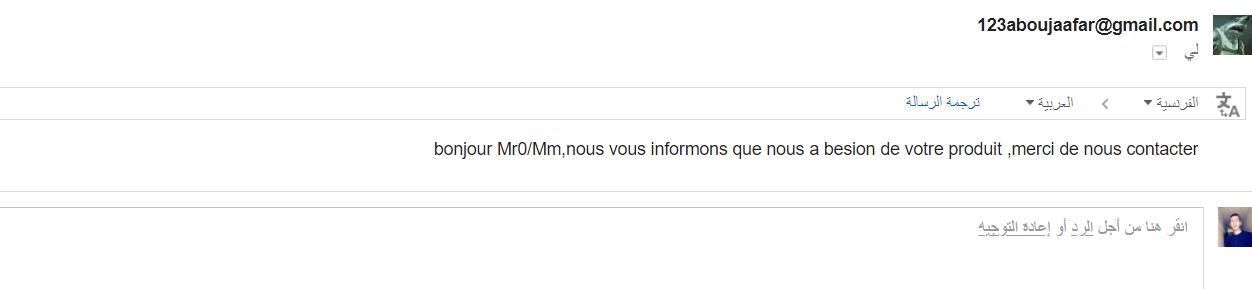 123aboujaafar@gmail.com
لي
الفرنسية > العربية ترجمة الرسالة
bonjour Mr0/Mm,nous vous informons que nous a besion de votre produit ,merci de nous contacter
انقر هنا من أجل الرد أو إعادة التوجيه